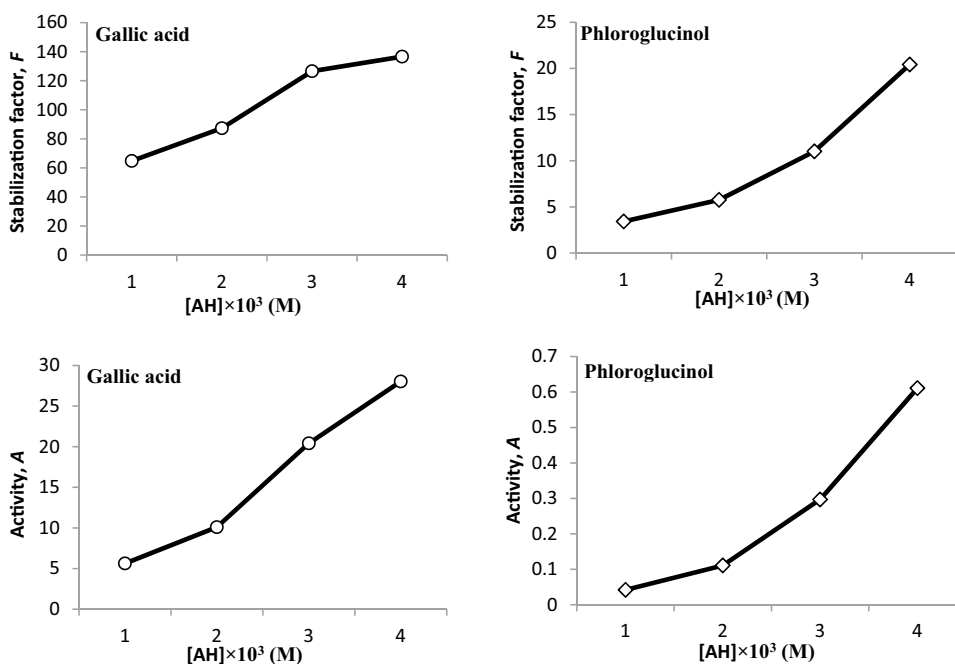 Gallic acid
Stabilization factor, F
160
140
120
100
80
60
40
20
0
1 2 3 4
[AH]×10³ (M)
Phloroglucinol
Stabilization factor, F
25
20
15
10
5
0
1 2 3 4
[AH]×10³ (M)
Gallic acid
Activity, A
30
25
20
15
10
5
0
1 2 3 4
[AH]×10³ (M)
Phloroglucinol
Activity, A
0.7
0.6
0.5
0.4
0.3
0.2
0.1
0
1 2 3 4
[AH]×10³ (M)